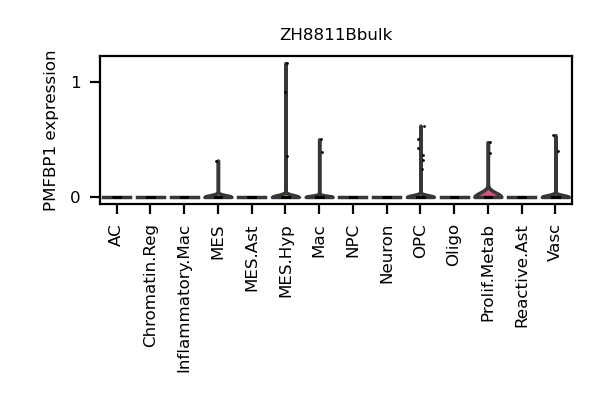 ZH8811Bbulk
PMFBP1 expression
1
0
AC
Chromatin.Reg
Inflammatory.Mac
MES
MES.Ast
MES.Hyp
Mac
NPC
Neuron
OPC
Oligo
Prolif.Metab
Reactive.Ast
Vasc